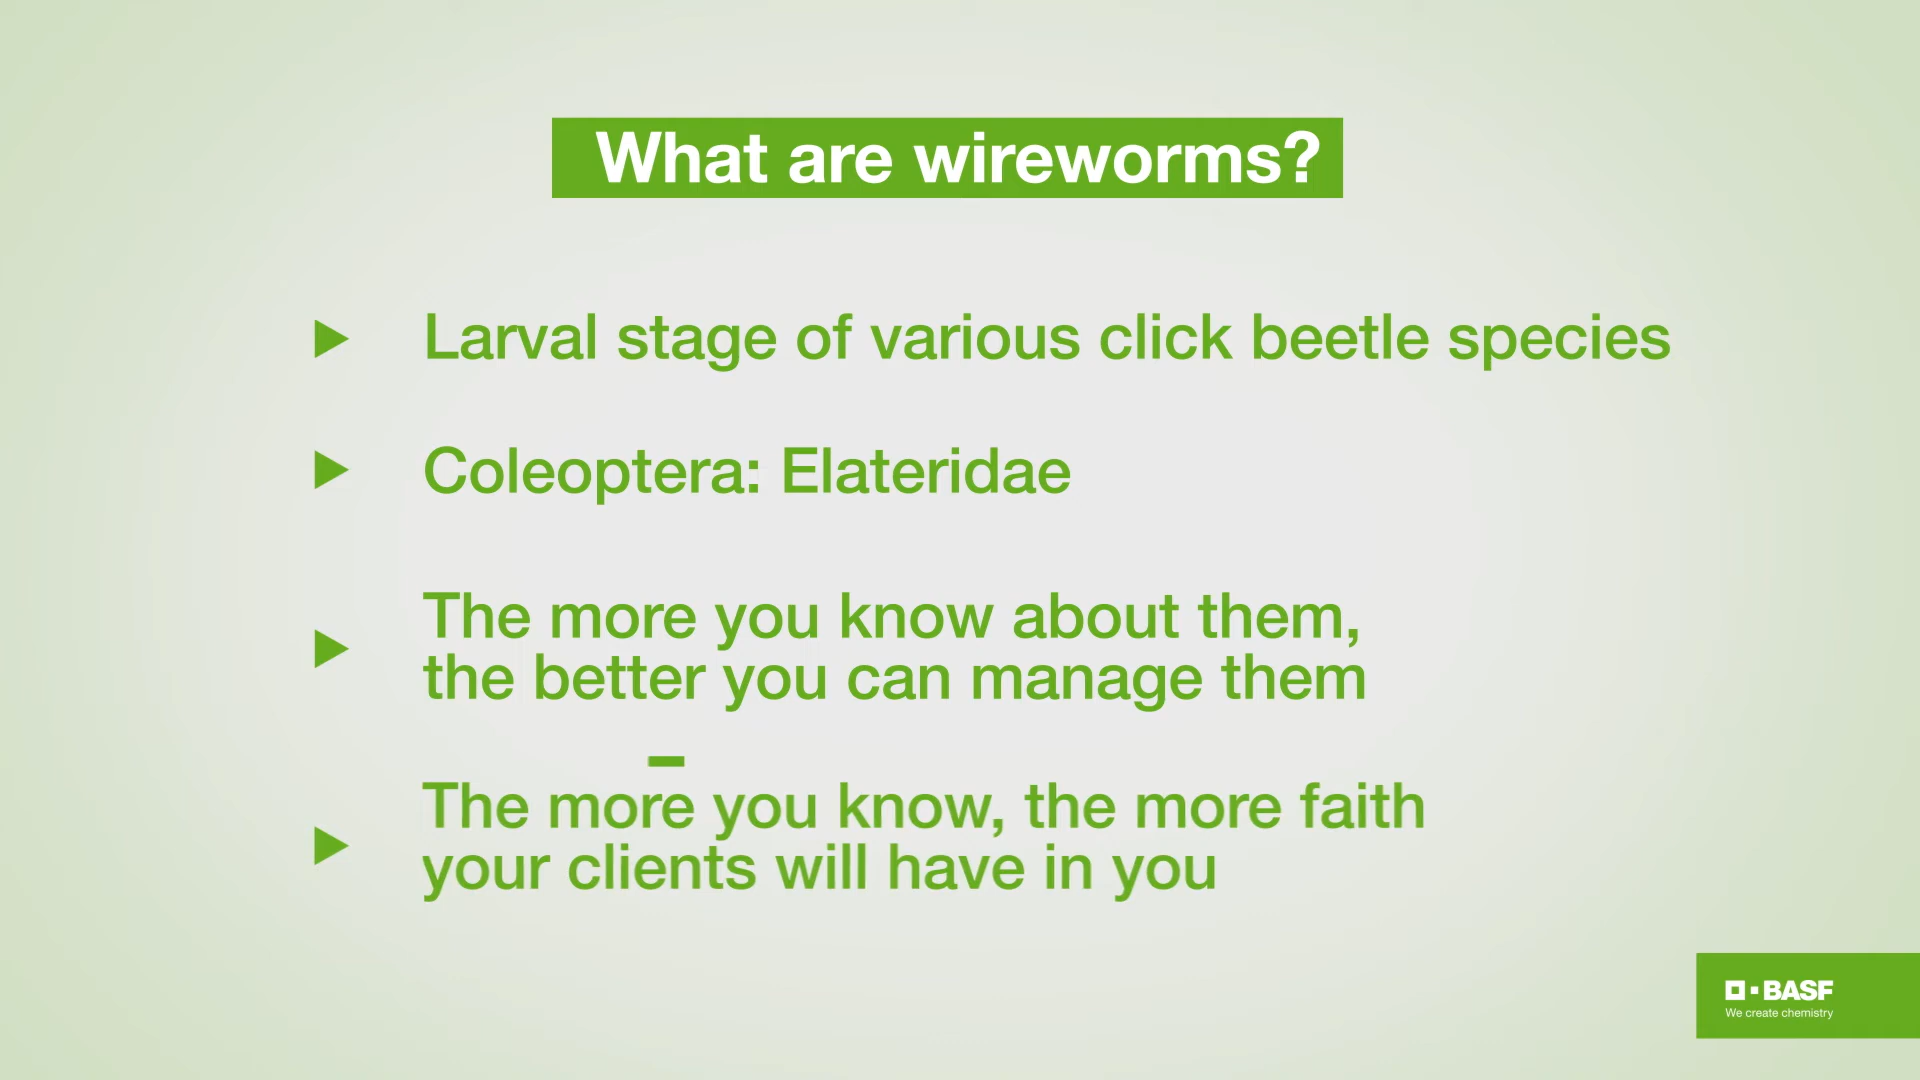 What are wireworms?
Larval stage of various click beetle species
Coleoptera: Elateridae
The more you know about them,
the better you can manage them
The more you know, the more faith
your clients will have in you
BASF
We create chemistry